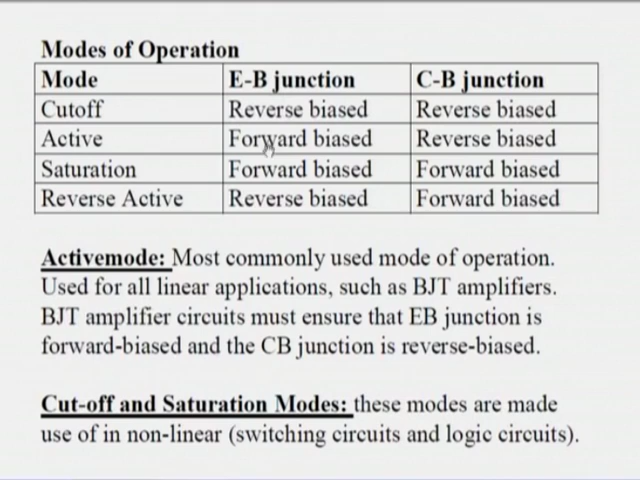 Modes of Operation
Mode E-B junction C-B junction
Cutoff Reverse biased Reverse biased
Active Forward biased Reverse biased
Saturation Forward biased Forward biased
Reverse Active Reverse biased Forward biased
Activemode: Most commonly used mode of operation.
Used for all linear applications, such as BJT amplifiers.
BJT amplifier circuits must ensure that EB junction is
forward-biased and the CB junction is reverse-biased.
Cut-off and Saturation Modes: these modes are made
use of in non-linear (switching circuits and logic circuits).